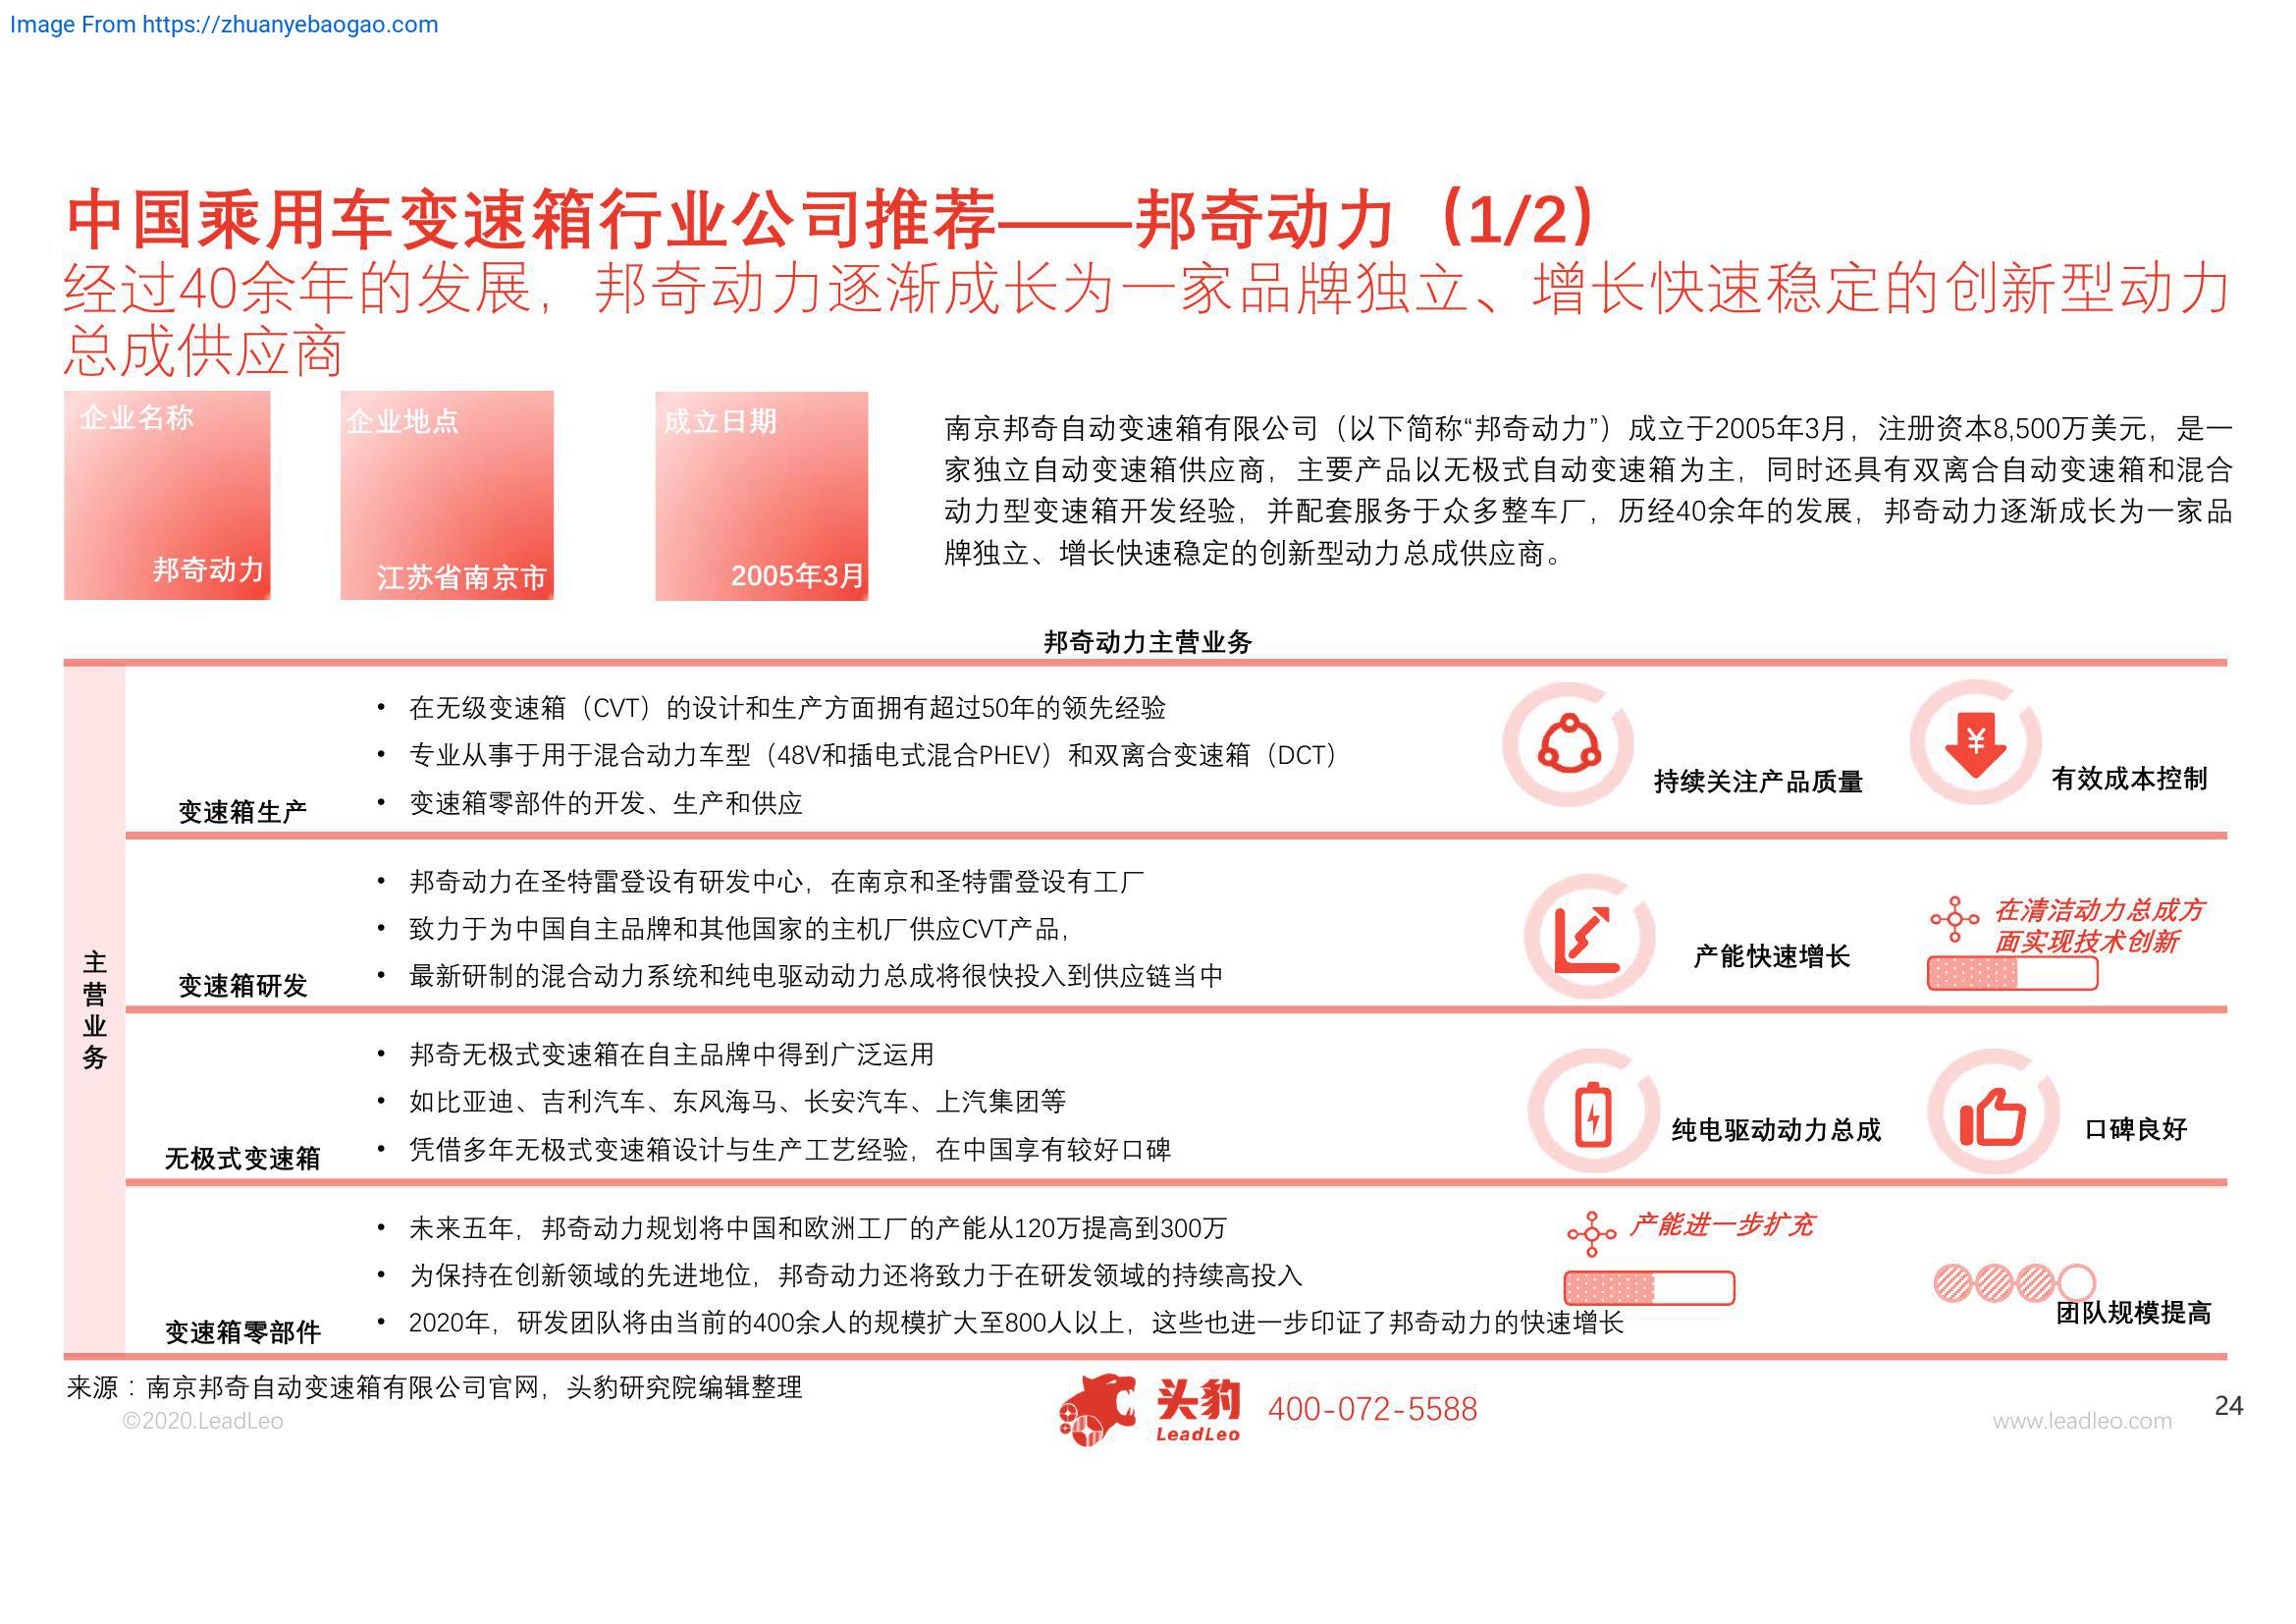 Image From https://zhuanyebaogao.com
中国乘用车变速箱行业公司推荐——邦奇动力（1/2）
经过40余年的发展，邦奇动力逐渐成长为一家品牌独立、增长快速稳定的创新型动力
总成供应商
企业名称
邦奇动力
企业地点
江苏省南京市
成立日期
2005年3月
南京邦奇自动变速箱有限公司（以下简称“邦奇动力”）成立于2005年3月，注册资本8,500万美元，是一
家独立自动变速箱供应商，主要产品以无极式自动变速箱为主，同时还具有双离合自动变速箱和混合
动力型变速箱开发经验，并配套服务于众多整车厂，历经40余年的发展，邦奇动力逐渐成长为一家品
牌独立、增长快速稳定的创新型动力总成供应商。
邦奇动力主营业务
主
营
业
务
变速箱生产
• 在无级变速箱（CVT）的设计和生产方面拥有超过50年的领先经验
• 专业从事于用于混合动力车型（48V和插电式混合PHEV）和双离合变速箱（DCT）
• 变速箱零部件的开发、生产和供应
持续关注产品质量
有效成本控制
变速箱研发
• 邦奇动力在圣特雷登设有研发中心，在南京和圣特雷登设有工厂
• 致力于为中国自主品牌和其他国家的主机厂供应CVT产品，
• 最新研制的混合动力系统和纯电驱动动力总成将很快投入到供应链当中
产能快速增长
在清洁动力总成方
面实现技术创新
无极式变速箱
• 邦奇无极式变速箱在自主品牌中得到广泛运用
• 如比亚迪、吉利汽车、东风海马、长安汽车、上汽集团等
• 凭借多年无极式变速箱设计与生产工艺经验，在中国享有较好口碑
纯电驱动动力总成
口碑良好
变速箱零部件
• 未来五年，邦奇动力规划将中国和欧洲工厂的产能从120万提高到300万
• 为保持在创新领域的先进地位，邦奇动力还将致力于在研发领域的持续高投入
• 2020年，研发团队将由当前的400余人的规模扩大至800人以上，这些也进一步印证了邦奇动力的快速增长
产能进一步扩充
团队规模提高
来源：南京邦奇自动变速箱有限公司官网，头豹研究院编辑整理
©2020.LeadLeo
头豹
LeadLeo
400-072-5588
www.leadleo.com
24